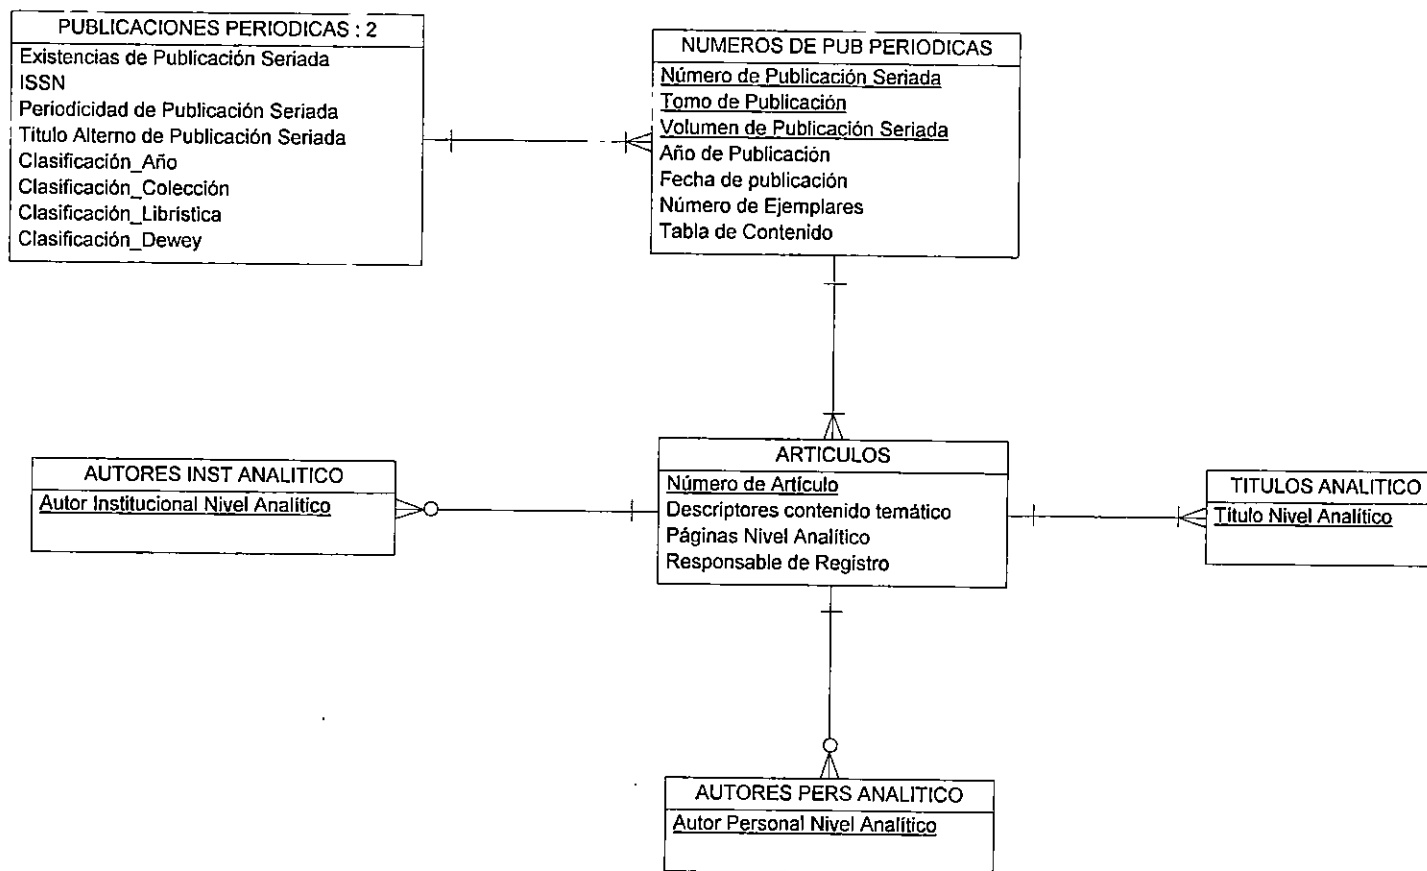 PUBLICACIONES PERIODICAS : 2
Existencias de Publicación Seriada
ISSN
Periodicidad de Publicación Seriada
Titulo Alterno de Publicación Seriada
Clasificación_Año
Clasificación_Colección
Clasificación_Librística
Clasificación_Dewey
NUMEROS DE PUB PERIODICAS
Número de Publicación Seriada
Tomo de Publicación
Volumen de Publicación Seriada
Año de Publicación
Fecha de publicación
Número de Ejemplares
Tabla de Contenido
AUTORES INST ANALITICO
Autor Institucional Nivel Analítico
ARTICULOS
Número de Artículo
Descriptores contenido temático
Páginas Nivel Analítico
Responsable de Registro
TITULOS ANALITICO
Titulo Nivel Analítico
AUTORES PERS ANALITICO
Autor Personal Nivel Analítico